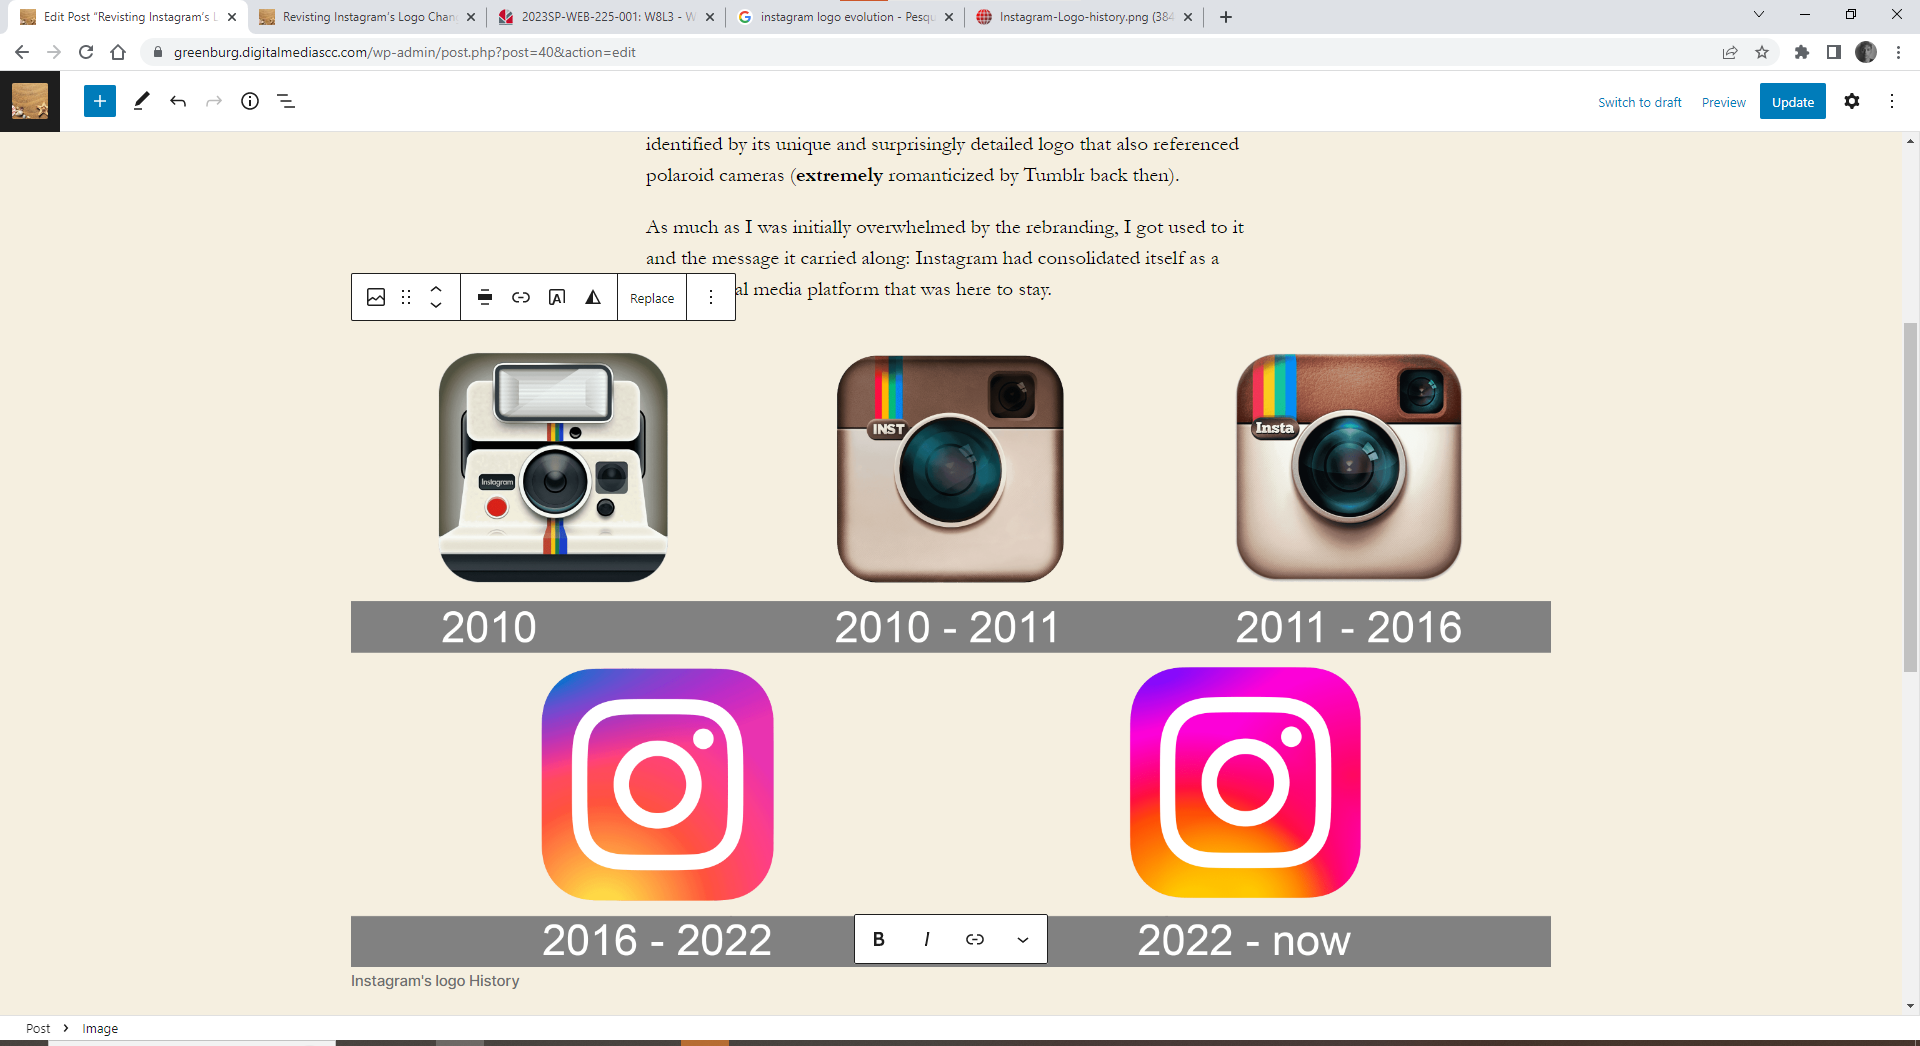 Edit Post “Revisting Instagram’s L
Revisting Instagram's Logo Chan
2023SP-WEB-225-001: W8L3 - W
instagram logo evolution - Pesqu
Instagram-Logo-history.png (384
greenburg.digitalmediascc.com/wp-admin/post.php?post=40&action=edit
Switch to draft
Preview
Update
identified by its unique and surprisingly detailed logo that also referenced
polaroid cameras (extremely romanticized by Tumblr back then).
As much as I was initially overwhelmed by the rebranding, I got used to it
and the message it carried along: Instagram had consolidated itself as a
al media platform that was here to stay.
Replace
Instagram
INST
Insta
2010
2010 - 2011
2011 - 2016
2016 - 2022
B I
2022 - now
Instagram's logo History
Post
Image